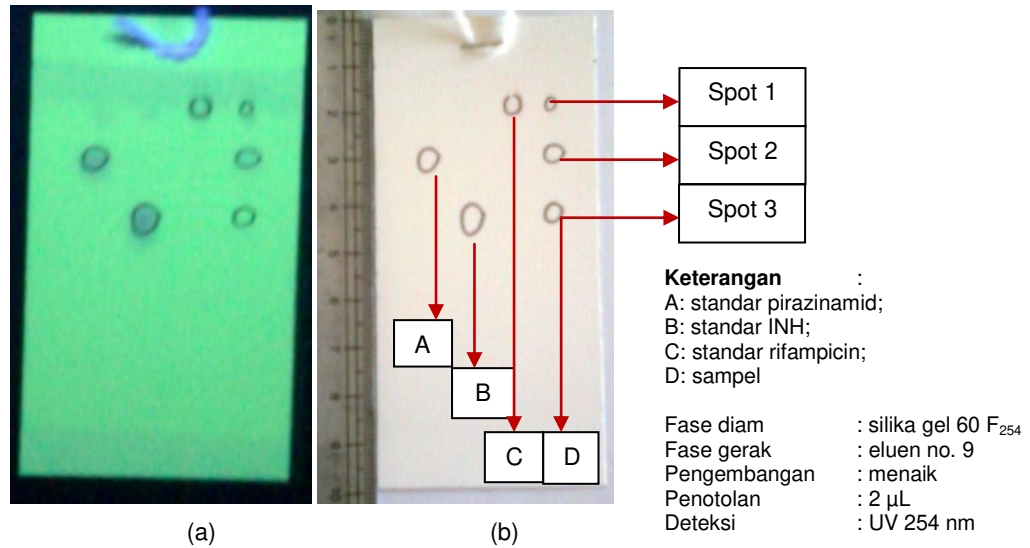 Spot 1
Spot 2
Spot 3
A
B
C
D
Keterangan :
A: standar pirazinamid;
B: standar INH;
C: standar rifampicin;
D: sampel
Fase diam : silika gel 60 F₂₅₄
Fase gerak : eluen no. 9
Pengembangan : menaik
Penotolan : 2 µL
Deteksi : UV 254 nm
(a)
(b)